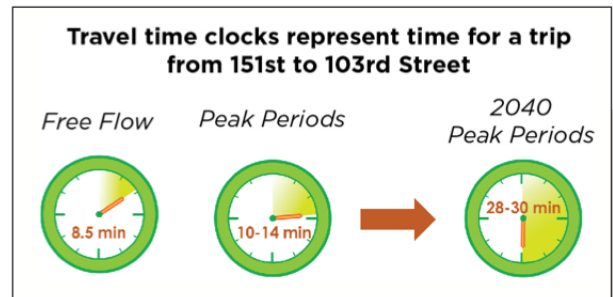 Travel time clocks represent time for a trip
from 151st to 103rd Street
Free Flow
Peak Periods
2040
Peak Periods
8.5 min
10-14 min
28-30 min